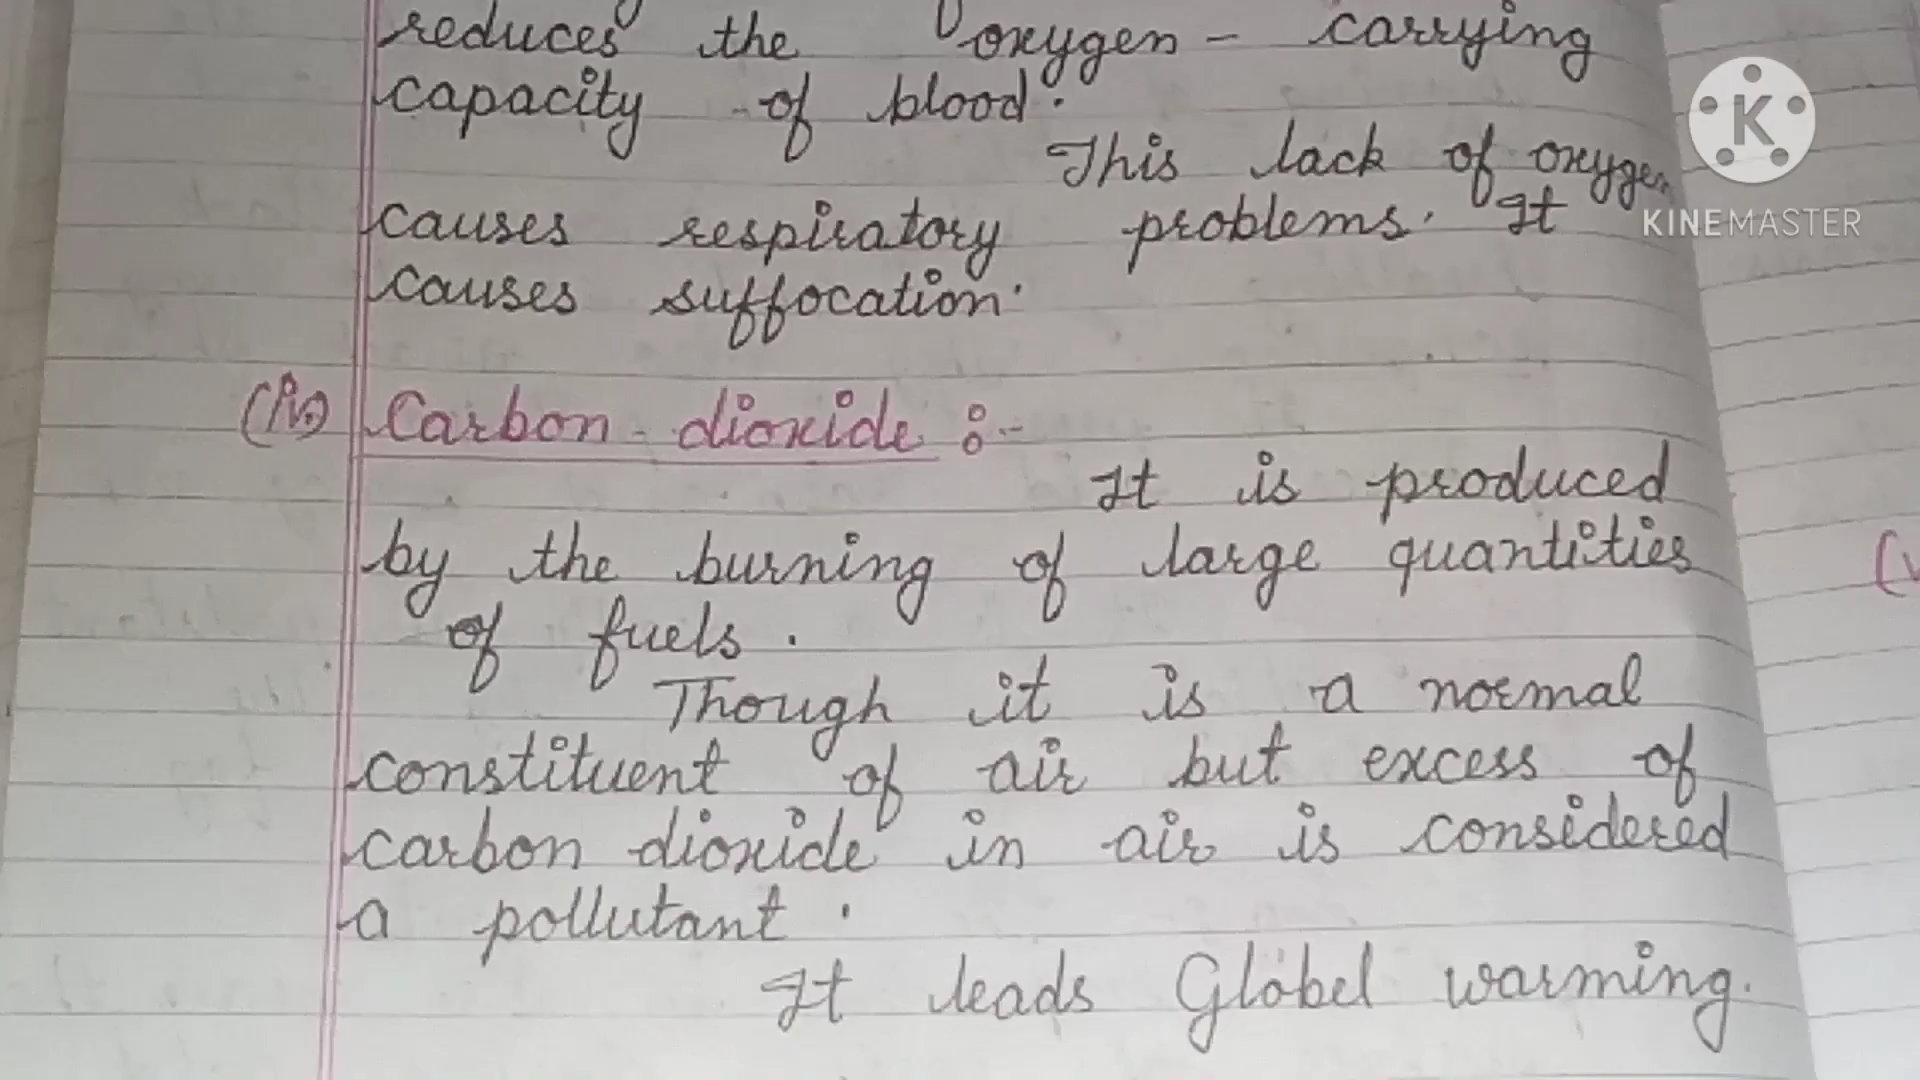 reduces the oxygen - carrying
capacity of blood.
This lack of oxygen
causes respiratory problems. It
causes suffocation.
Carbon-dioxide :-
It is produced
by the burning of large quantities
of fuels.
Though it is a normal
constituent of air but excess of
carbon dioxide in air is considered
a pollutant.
It leads Globel warming.
K
KINEMASTER